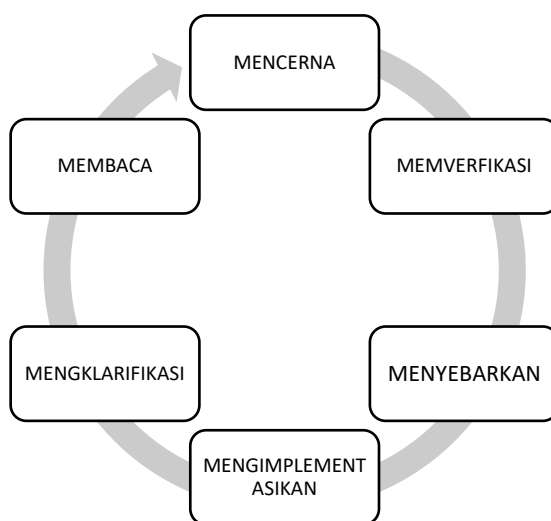 MENCERNA
MEMVERFIKASI
MENYEBARKAN
MENGIMPLEMENT
ASIKAN
MENGKLARIFIKASI
MEMBACA